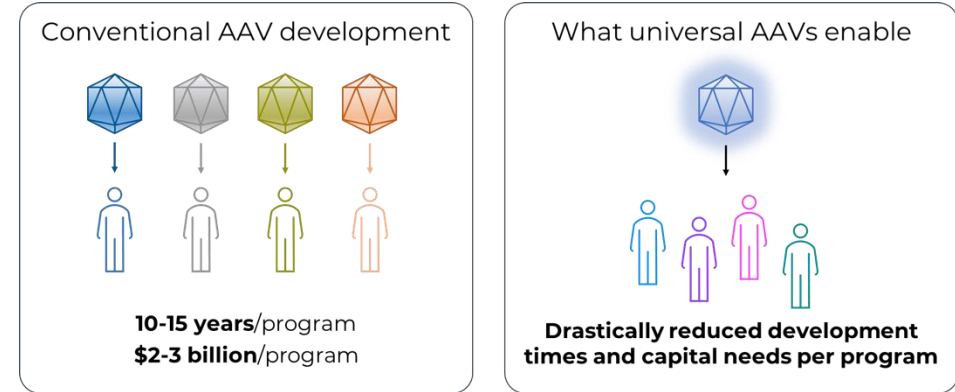 Conventional AAV development
10-15 years/program
$2-3 billion/program
What universal AAVs enable
Drastically reduced development
times and capital needs per program